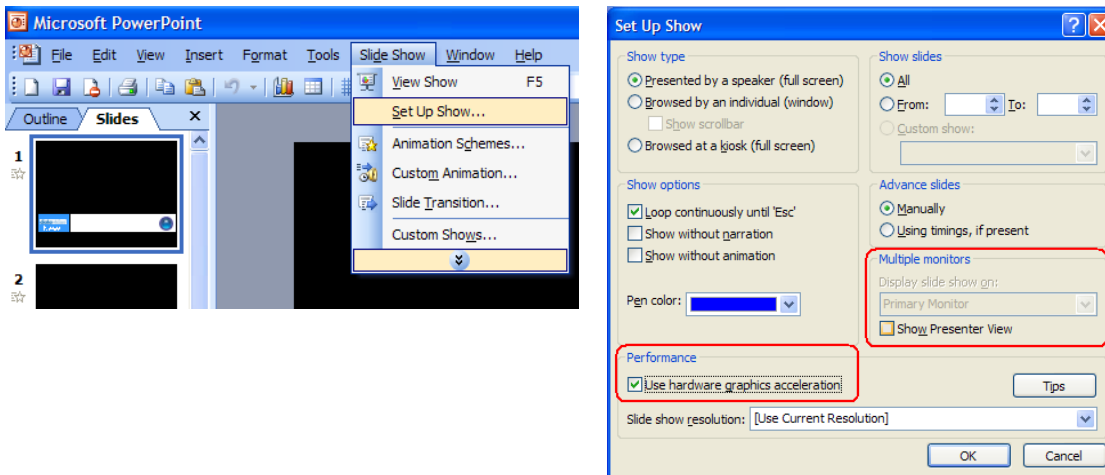 Microsoft PowerPoint
File Edit View Insert Format Tools Slide Show Window Help
View Show F5
Set Up Show...
Animation Schemes...
Custom Animation...
Slide Transition...
Custom Shows...
Outline Slides
1
2
Set Up Show
Show type
Presented by a speaker (full screen)
Browsed by an individual (window)
Show scrollbar
Browsed at a kiosk (full screen)
Show slides
All
From: To:
Custom show:
Show options
Loop continuously until 'Esc'
Show without narration
Show without animation
Pen color:
Advance slides
Manually
Using timings, if present
Multiple monitors
Display slide show on:
Primary Monitor
Show Presenter View
Performance
Use hardware graphics acceleration
Tips
Slide show resolution: [Use Current Resolution]
OK Cancel